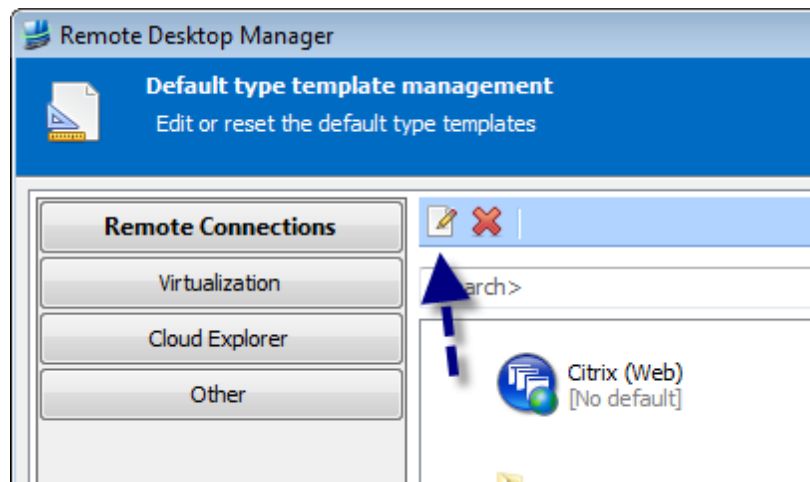 Remote Desktop Manager
Default type template management
Edit or reset the default type templates
Remote Connections
Virtualization
Cloud Explorer
Other
arch>
Citrix (Web)
[No default]